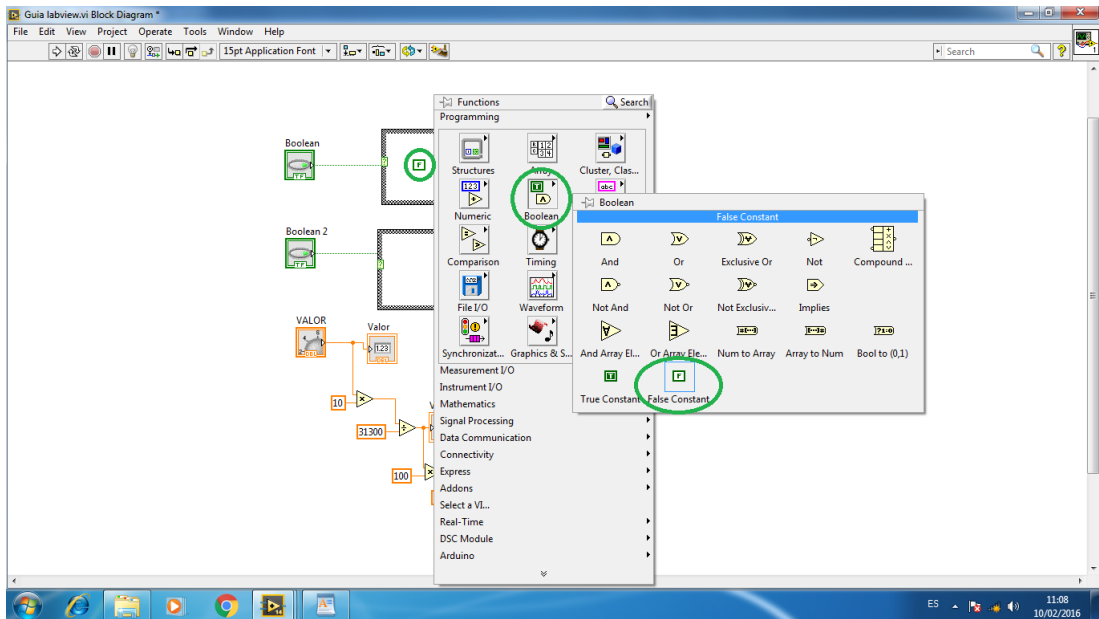 Guia labview.vi Block Diagram *
File Edit View Project Operate Tools Window Help
15pt Application Font
Search
1
Functions
Search
Programming
Structures
Array
Cluster, Clas...
Numeric
Boolean
Comparison
Timing
File I/O
Waveform
Synchronizat...
Graphics & S...
Measurement I/O
Instrument I/O
Mathematics
Signal Processing
Data Communication
Connectivity
Express
Addons
Select a VI...
Real-Time
DSC Module
Arduino
Boolean
False Constant
And
Or
Exclusive Or
Not
Compound ...
Not And
Not Or
Not Exclusiv...
Implies
And Array El...
Or Array Ele...
Num to Array
Array to Num
Bool to (0,1)
True Constant
False Constant
Boolean
TF
F
Boolean 2
TF
VALOR
Valor
1.23
10
31300
100
ES
11:08
10/02/2016